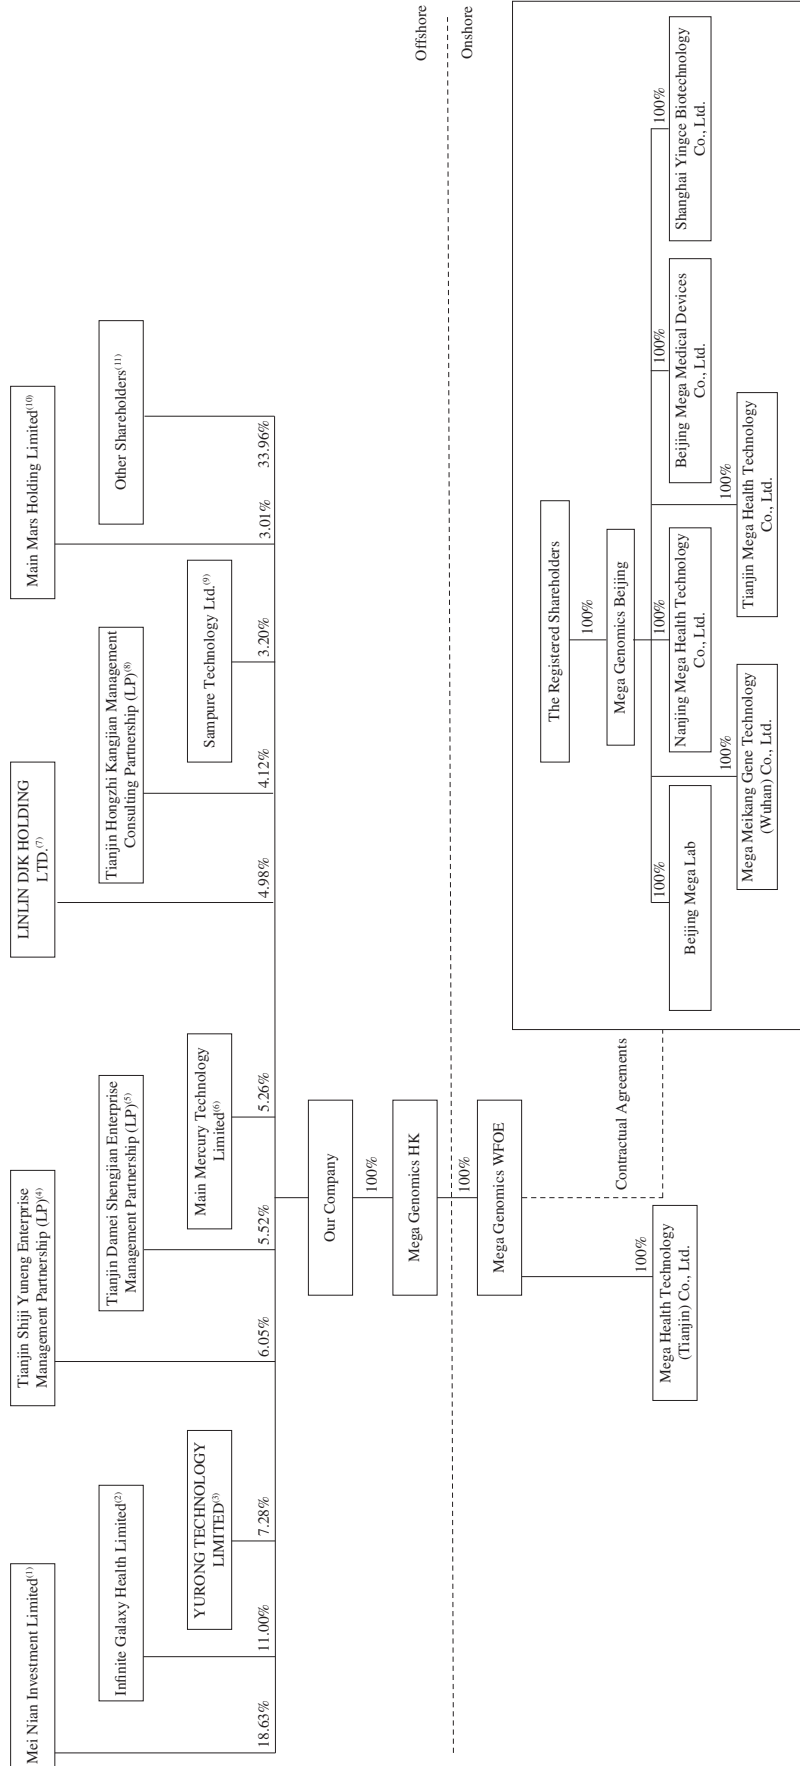 Mei Nian Investment Limited(1)
Tianjin Shiji Yuneng Enterprise
Management Partnership (LP)(4)
LINLIN DJK HOLDING
LTD.(7)
Main Mars Holding Limited(10)
Infinite Galaxy Health Limited(2)
Tianjin Damei Shengjian Enterprise
Management Partnership (LP)(5)
Tianjin Hongzhi Kangjian Management
Consulting Partnership (LP)(8)
Other Shareholders(11)
YURONG TECHNOLOGY
LIMITED(3)
Main Mercury Technology
Limited(6)
Sampure Technology Ltd.(9)
18.63%
11.00%
7.28%
6.05%
5.52%
5.26%
4.98%
4.12%
3.20%
3.01%
33.96%
Our Company
100%
Mega Genomics HK
Offshore
100%
Onshore
Mega Genomics WFOE
The Registered Shareholders
100%
Contractual Agreements
Mega Genomics Beijing
100%
Mega Health Technology
(Tianjin) Co., Ltd.
100%
100%
100%
100%
Beijing Mega Lab
Nanjing Mega Health Technology
Co., Ltd.
Beijing Mega Medical Devices
Co., Ltd.
Shanghai Yingce Biotechnology
Co., Ltd.
100%
100%
Mega Meikang Gene Technology
(Wuhan) Co., Ltd.
Tianjin Mega Health Technology
Co., Ltd.